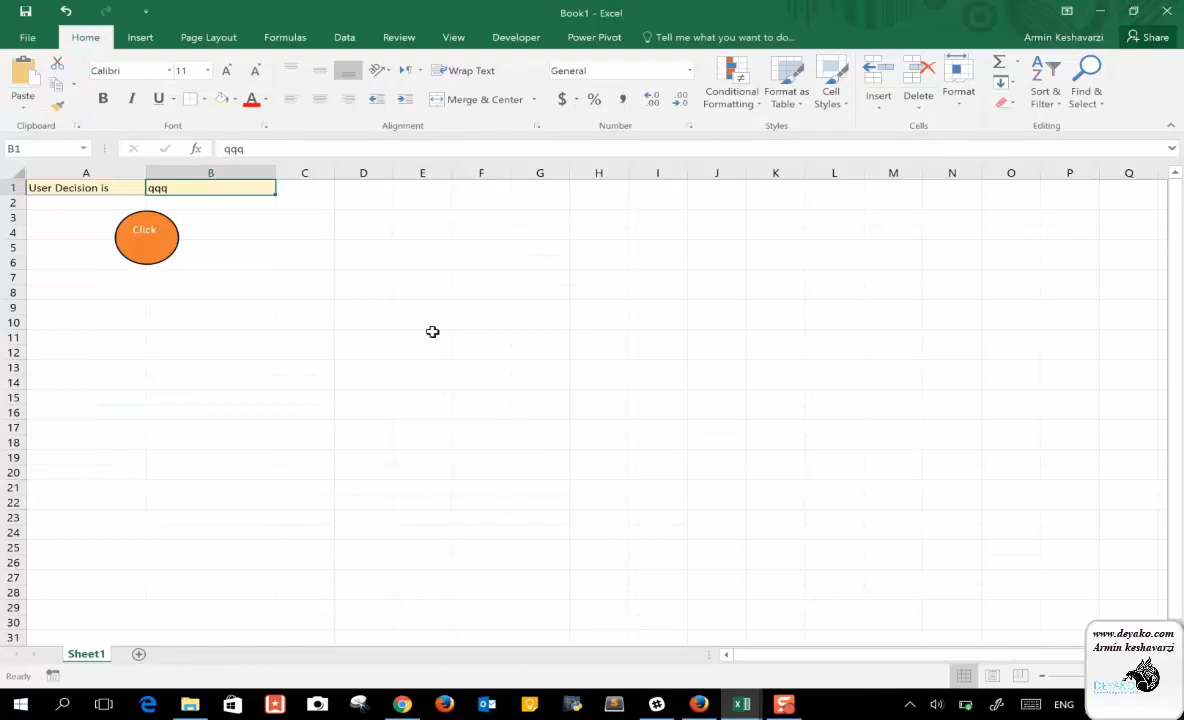 Book1 - Excel
File Home Insert Page Layout Formulas Data Review View Developer Power Pivot Tell me what you want to do... Armin Keshavarzi Share
Calibri 11 Wrap Text General
Paste B I U Merge & Center $ % Conditional Formatting Format as Table Cell Styles Insert Delete Format Sort & Filter Find & Select
Clipboard Font Alignment Number Styles Cells Editing
B1 fx qqq
A B C D E F G H I J K L M N O P Q
1 User Decision is qqq
2
3
4 Click
5
6
7
8
9
10
11
12
13
14
15
16
17
18
19
20
21
22
23
24
25
26
27
28
29
30
31
Sheet1
Ready
www.deyako.com
Armin keshavarzi
DEYAKO
ENG